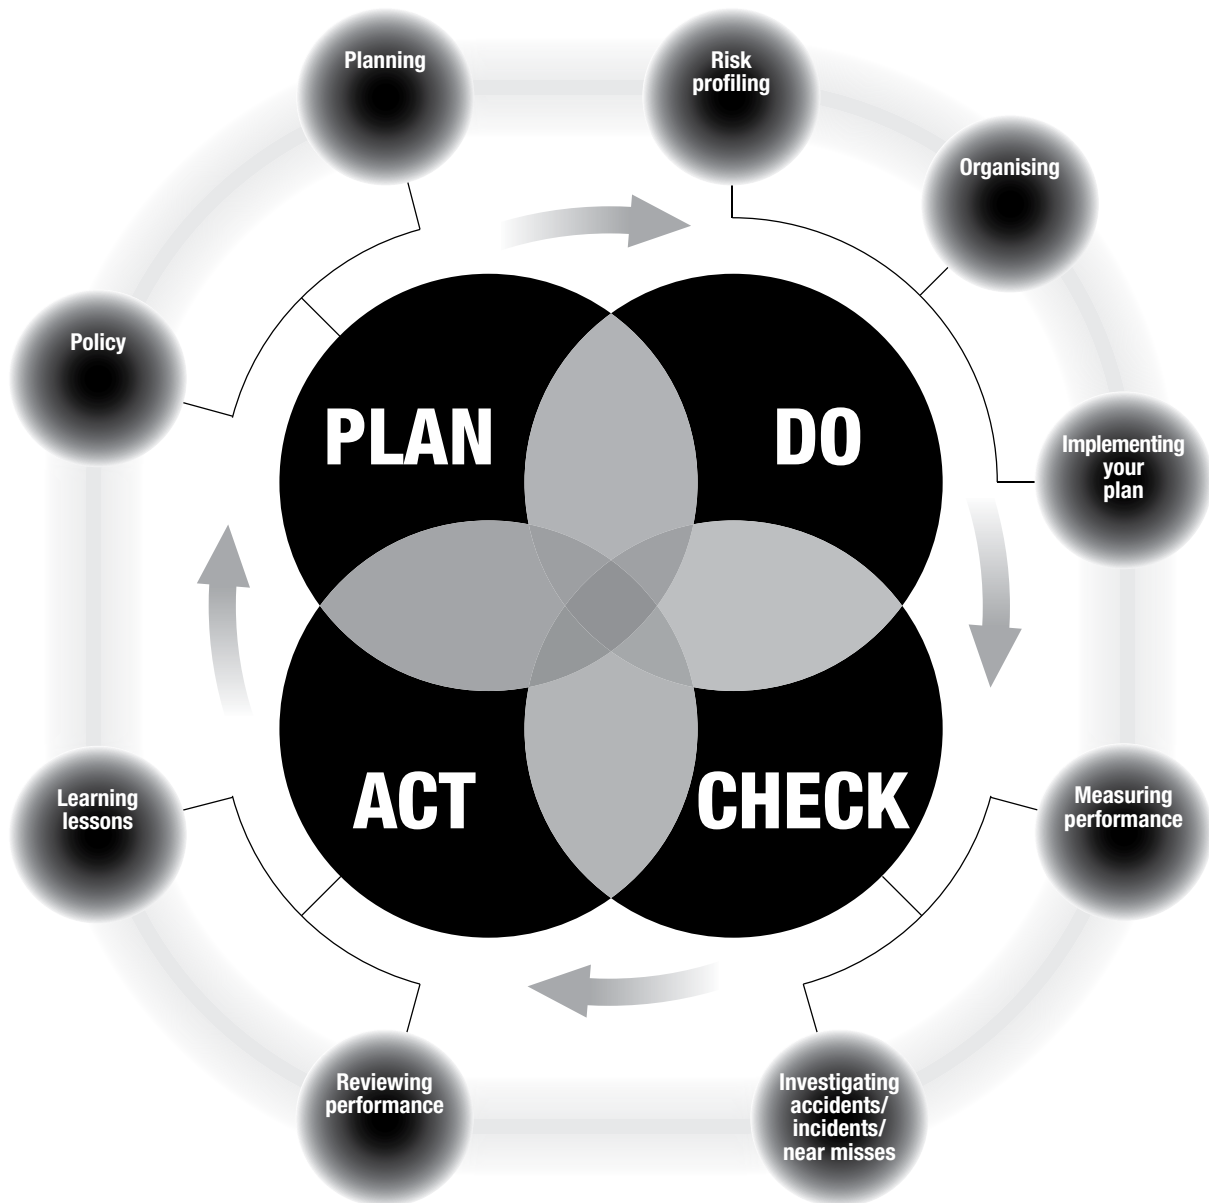 Planning
Risk
profiling
Organising
Policy
PLAN
DO
Implementing
your
plan
Learning
lessons
ACT
CHECK
Measuring
performance
Reviewing
performance
Investigating
accidents/
incidents/
near misses